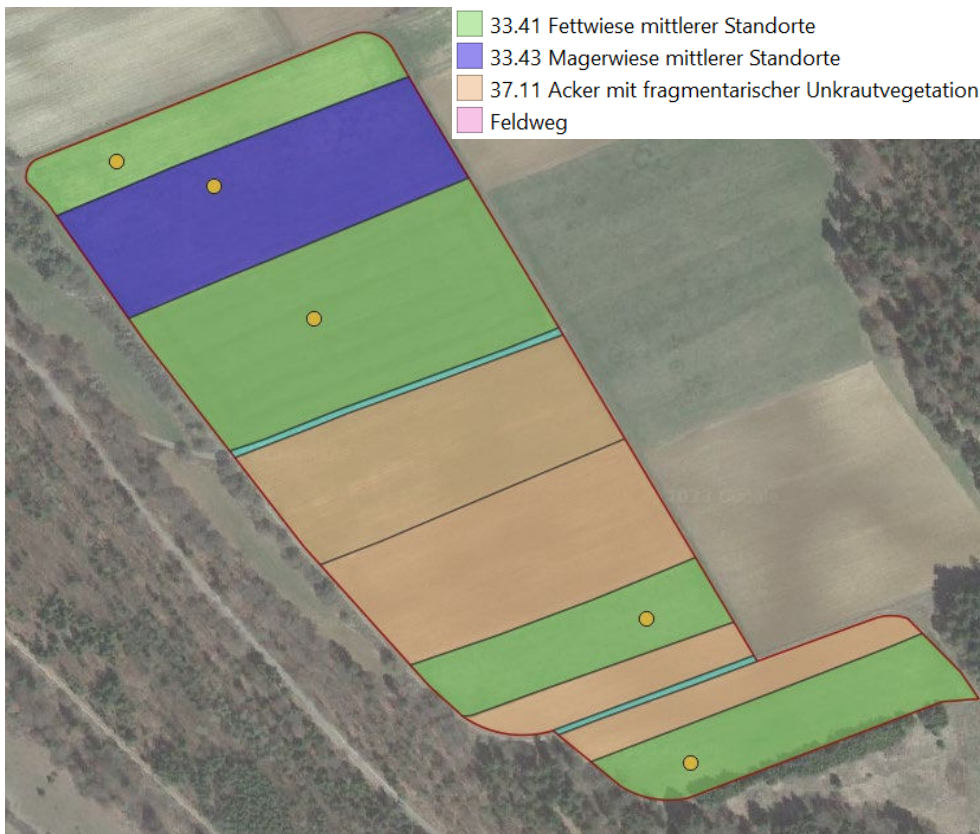 33.41 Fettwiese mittlerer Standorte
33.43 Magerwiese mittlerer Standorte
37.11 Acker mit fragmentarischer Unkrautvegetation
Feldweg